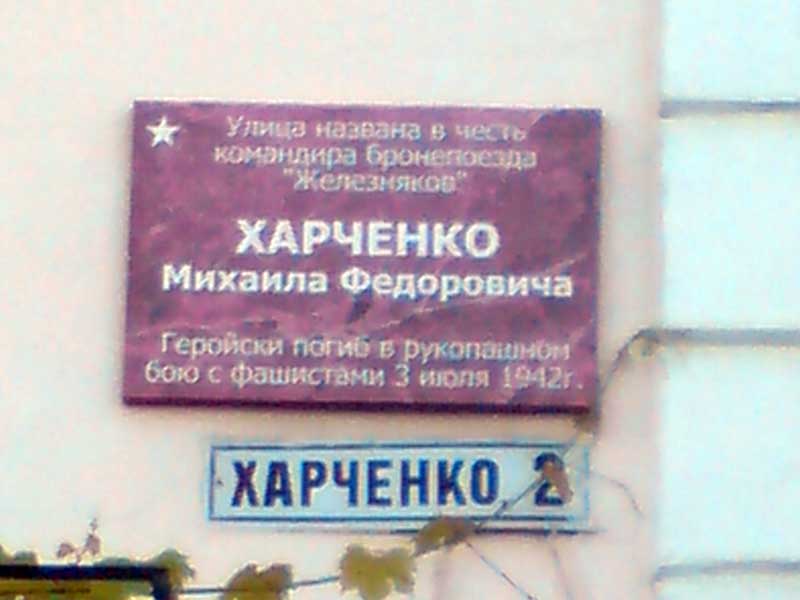 Улица названа в честь
командира бронепоезда
"Железняков"
ХАРЧЕНКО
Михаила Федоровича
Геройски погиб в рукопашном
бою с фашистами 3 июля 1942г.
ХАРЧЕНКО 2